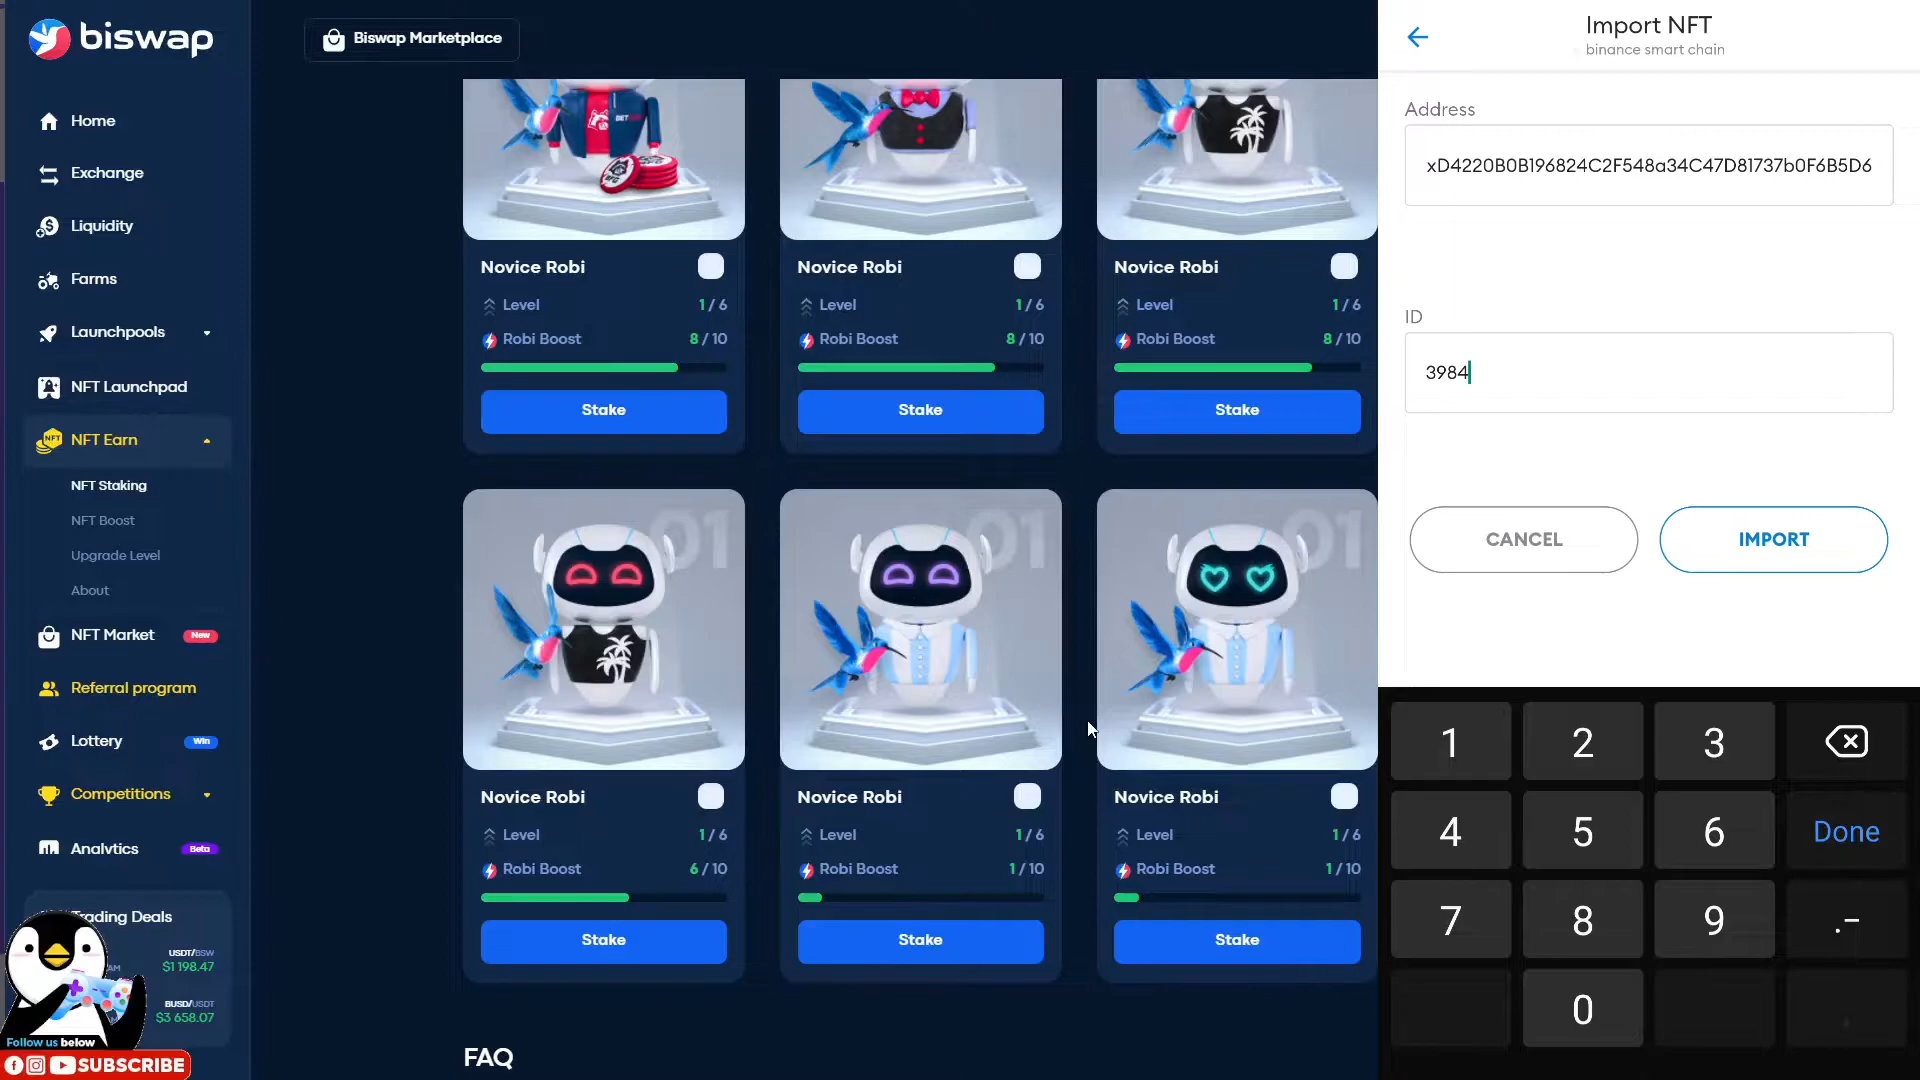 biswap
Home
Exchange
Liquidity
Farms
Launchpools
NFT Launchpad
NFT Earn
NFT Staking
NFT Boost
Upgrade Level
About
NFT Market New
Referral program
Lottery Win
Competitions
Analytics Beta
Trading Deals
USDT/BSW
$1 198.47
BUSD/USDT
$3 658.07
Follow us below
SUBSCRIBE
Biswap Marketplace
Novice Robi
Level 1 / 6
Robi Boost 8 / 10
Stake
Novice Robi
Level 1 / 6
Robi Boost 8 / 10
Stake
Novice Robi
Level 1 / 6
Robi Boost 8 / 10
Stake
01
Novice Robi
Level 1 / 6
Robi Boost 6 / 10
Stake
01
Novice Robi
Level 1 / 6
Robi Boost 1 / 10
Stake
01
Novice Robi
Level 1 / 6
Robi Boost 1 / 10
Stake
FAQ
Import NFT
binance smart chain
Address
xD4220B0B196824C2F548a34C47D81737b0F6B5D6
ID
3984
CANCEL
IMPORT
1 2 3
4 5 6 Done
7 8 9 .-
0